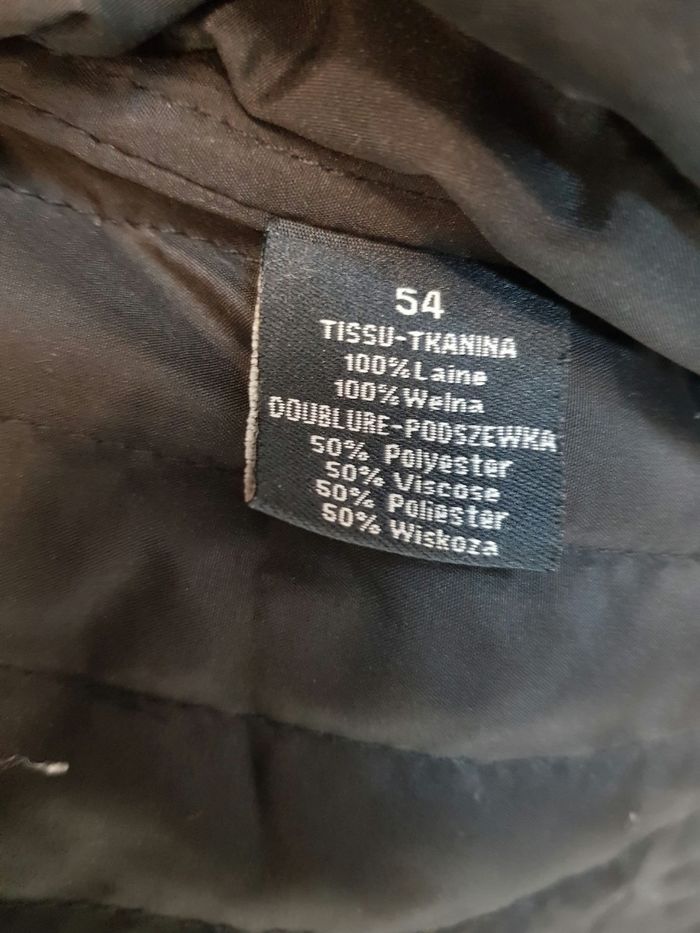 54
TISSU-TKANINA
100%Laine
100%Wełna
DOUBLURE-PODSZEWKA
50% Polyester
50% Viscose
50% Poliester
50% Wiskoza